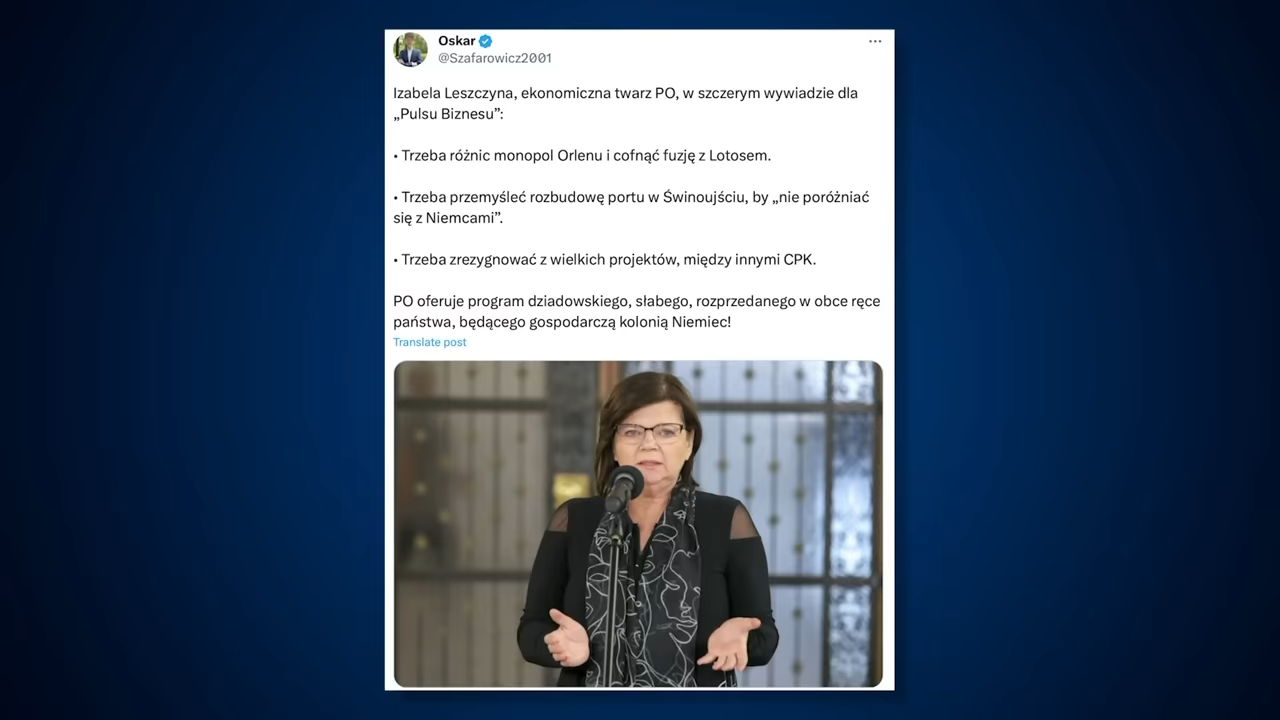 Oskar
@Szafarowicz2001
Izabela Leszczyna, ekonomiczna twarz PO, w szczerym wywiadzie dla
„Pulsu Biznesu”:
• Trzeba różnic monopol Orlenu i cofnąć fuzję z Lotosem.
• Trzeba przemyśleć rozbudowę portu w Świnoujściu, by „nie poróżniać
się z Niemcami”.
• Trzeba zrezygnować z wielkich projektów, między innymi CPK.
PO oferuje program dziadowskiego, słabego, rozprzedanego w obce ręce
państwa, będącego gospodarczą kolonią Niemiec!
Translate post